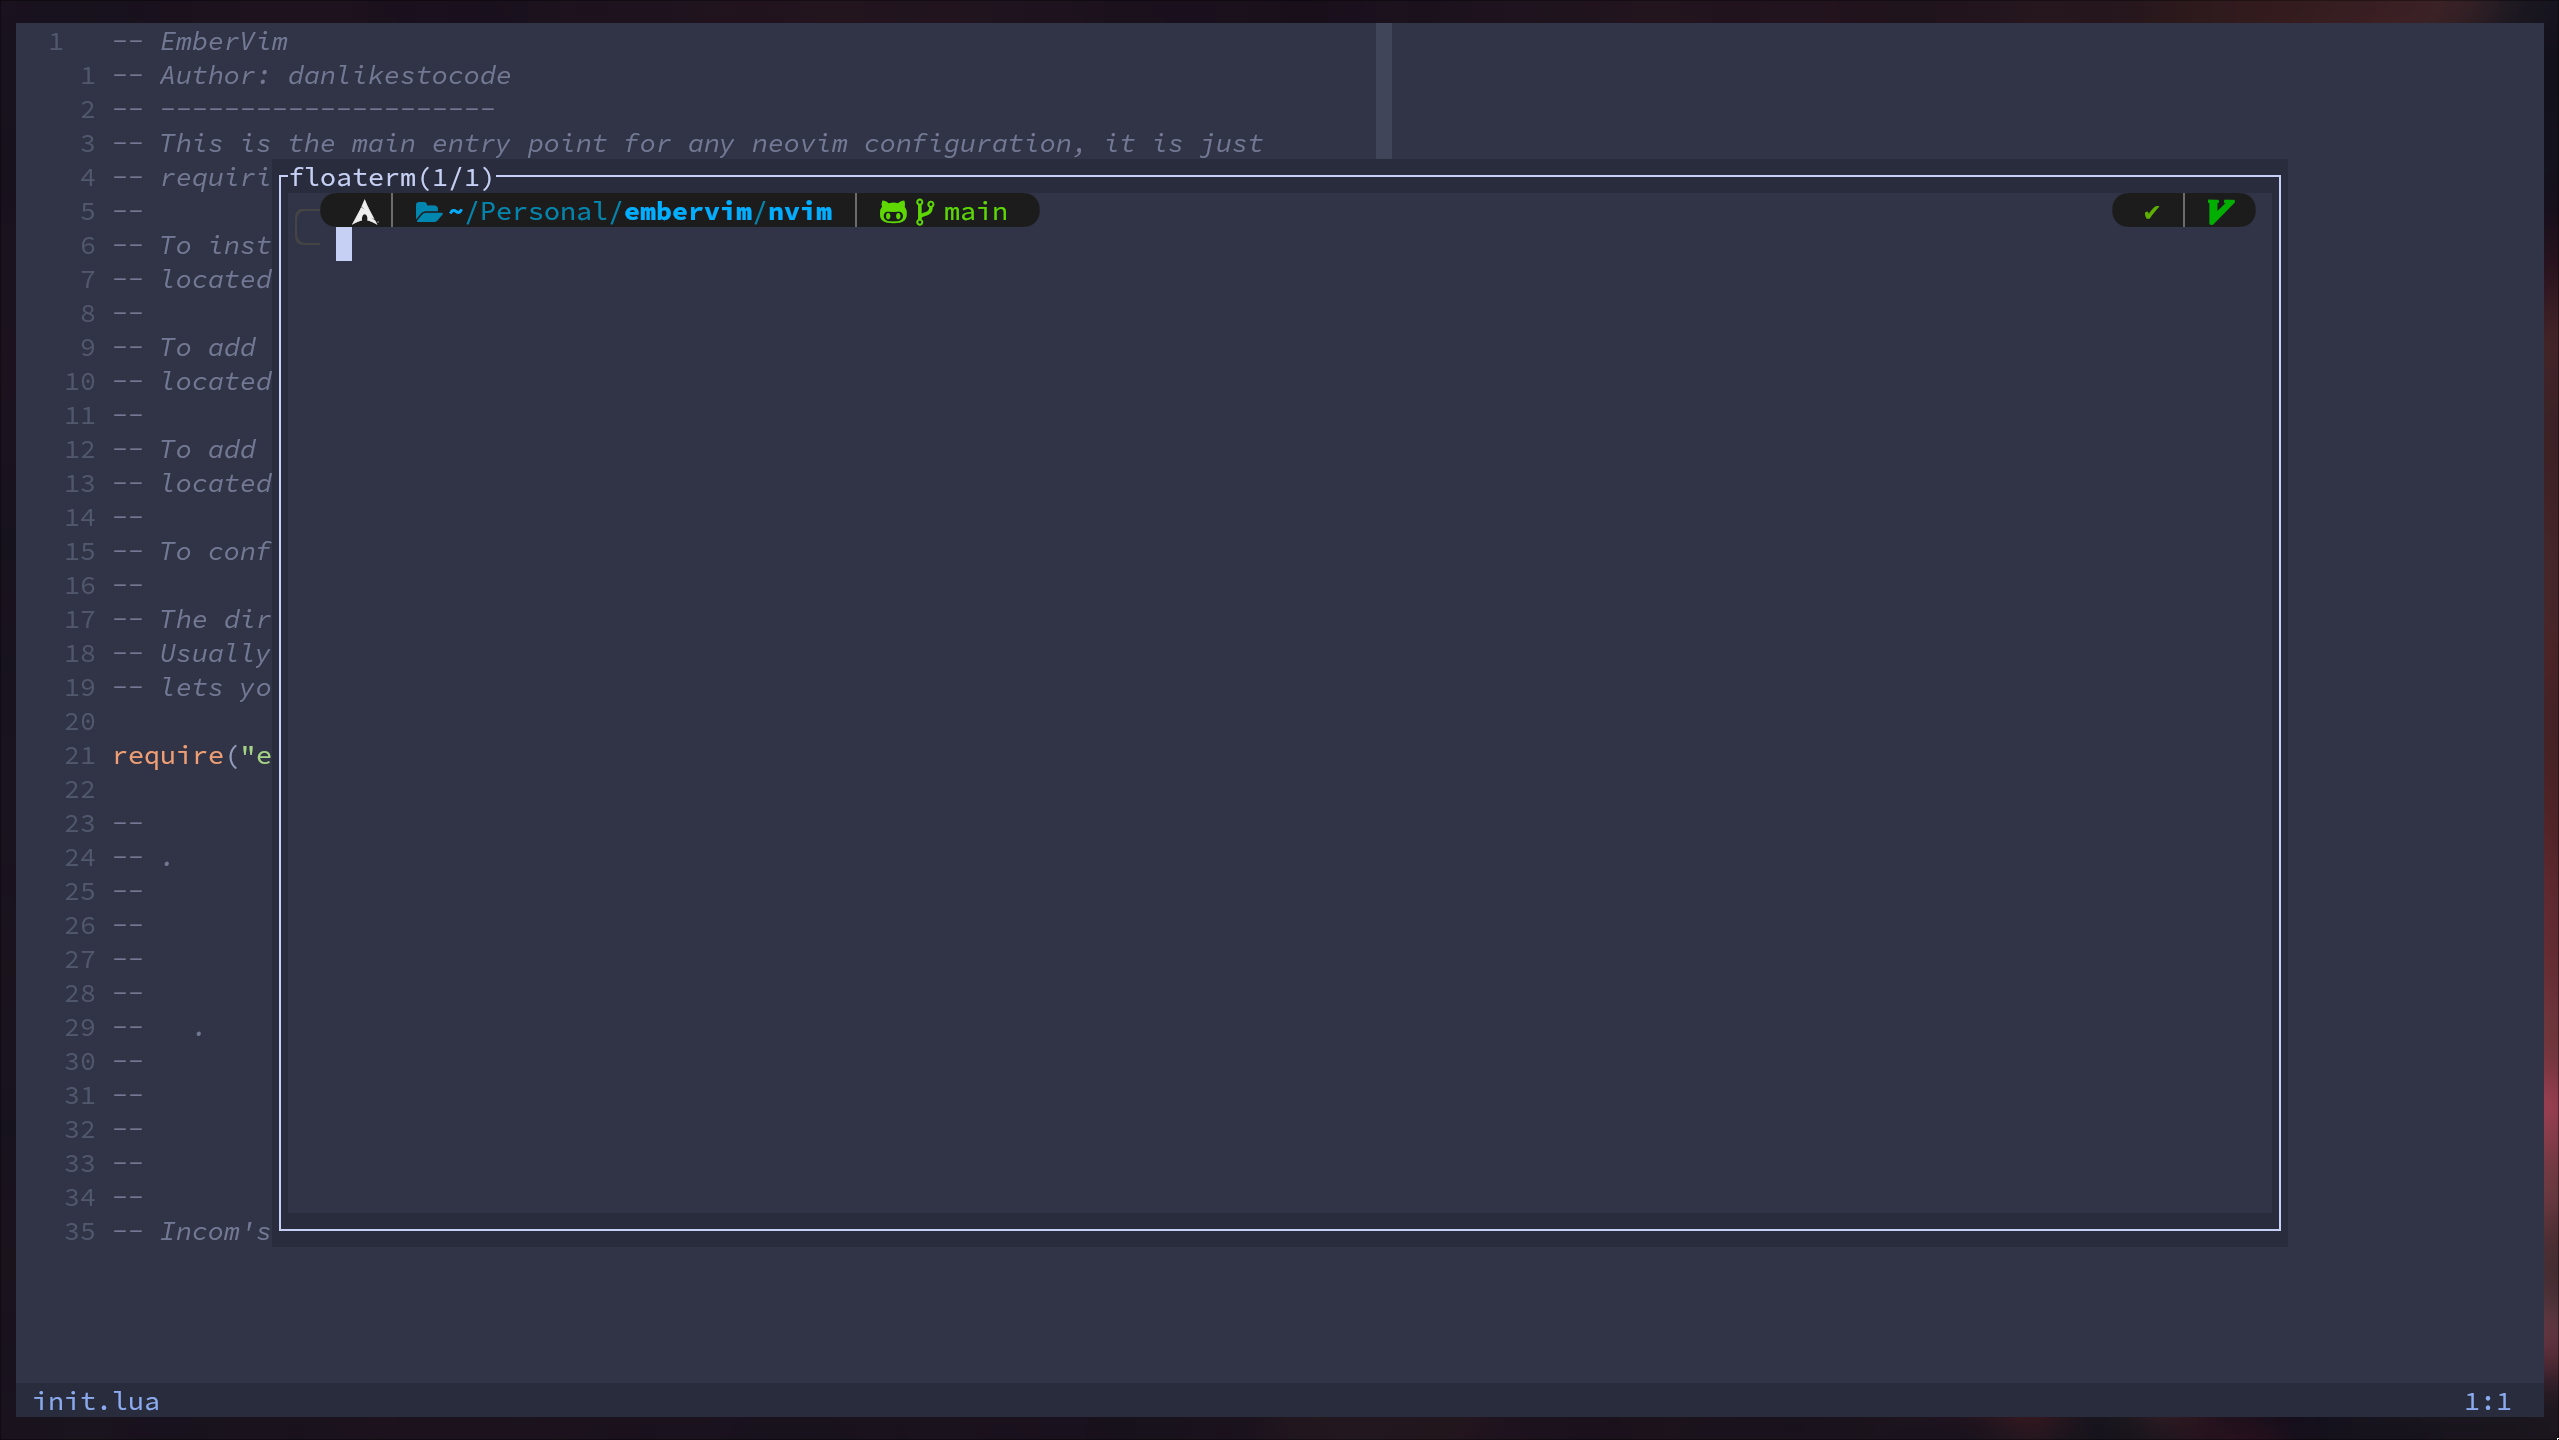 1 -- EmberVim
1 -- Author: danlikestocode
2 -- ---------------------
3 -- This is the main entry point for any neovim configuration, it is just
4 -- requiri
floaterm(1/1)
~/Personal/embervim/nvim main ✔
5 --
6 -- To inst
7 -- located
8 --
9 -- To add
10 -- located
11 --
12 -- To add
13 -- located
14 --
15 -- To conf
16 --
17 -- The dir
18 -- Usually
19 -- lets yo
20
21 require("e
22
23 --
24 -- .
25 --
26 --
27 --
28 --
29 --   .
30 --
31 --
32 --
33 --
34 --
35 -- Incom's
init.lua 1:1